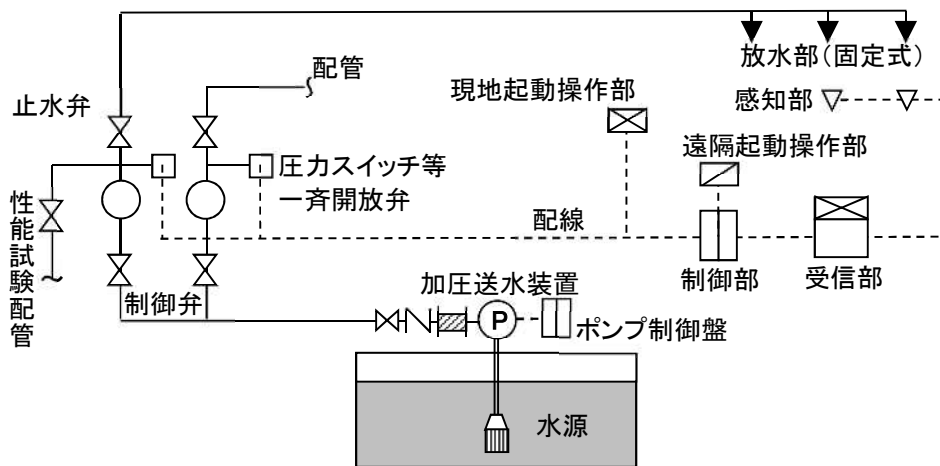 放水部(固定式)
配管
現地起動操作部
感知部
止水弁
遠隔起動操作部
圧力スイッチ等
一斉開放弁
性能試験配管
配線
制御部
受信部
加圧送水装置
制御弁
P
ポンプ制御盤
水源